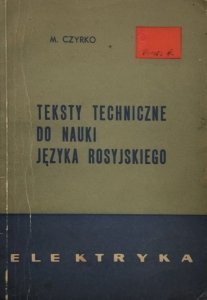 M. CZYRKO
TEKSTY TECHNICZNE
DO NAUKI
JĘZYKA ROSYJSKIEGO
ELEKTRYKA